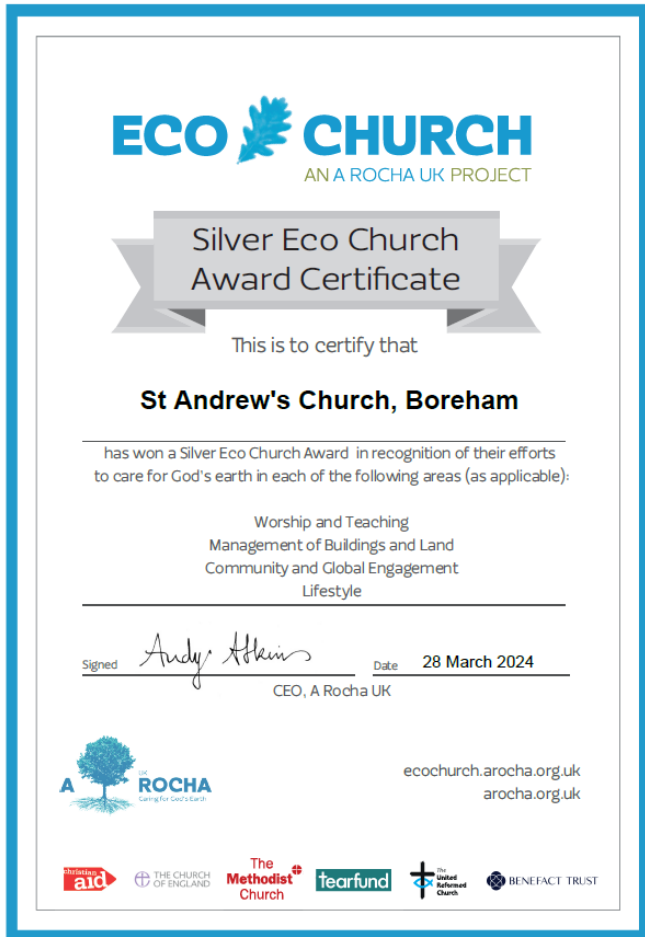 ECO CHURCH
AN A ROCHA UK PROJECT
Silver Eco Church
Award Certificate
This is to certify that
St Andrew's Church, Boreham
has won a Silver Eco Church Award in recognition of their efforts
to care for God's earth in each of the following areas (as applicable):
Worship and Teaching
Management of Buildings and Land
Community and Global Engagement
Lifestyle
Signed Andy Atkins Date 28 March 2024
CEO, A Rocha UK
UK
A ROCHA
Caring for God's Earth
ecochurch.arocha.org.uk
arocha.org.uk
christian
aid
THE CHURCH
OF ENGLAND
The
Methodist
Church
tearfund
The
United
Reformed
Church
BENEFACT TRUST